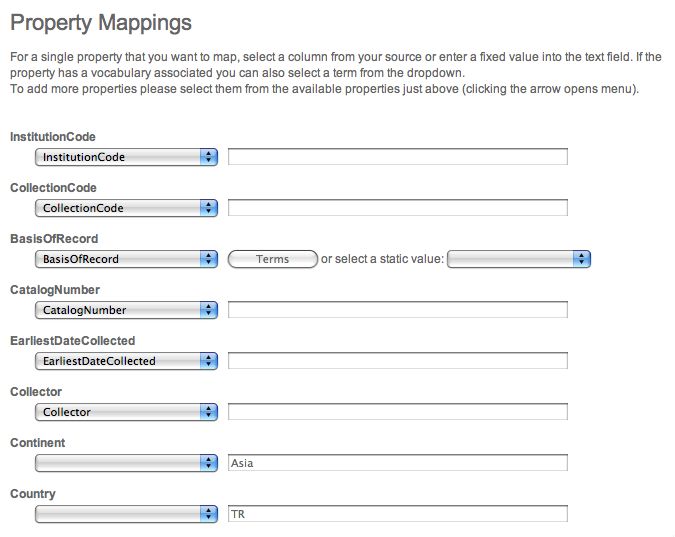 Property Mappings
For a single property that you want to map, select a column from your source or enter a fixed value into the text field. If the
property has a vocabulary associated you can also select a term from the dropdown.
To add more properties please select them from the available properties just above (clicking the arrow opens menu).
InstitutionCode
InstitutionCode
CollectionCode
CollectionCode
BasisOfRecord
BasisOfRecord Terms or select a static value:
CatalogNumber
CatalogNumber
EarliestDateCollected
EarliestDateCollected
Collector
Collector
Continent
Asia
Country
TR